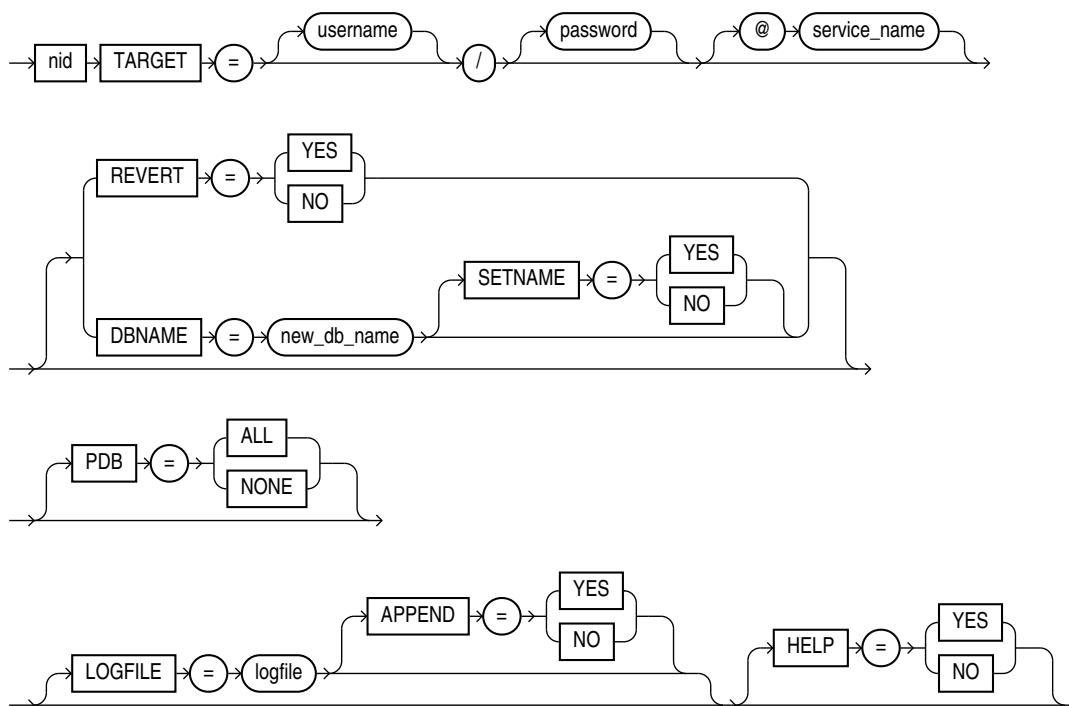 username password @ service_name
nid TARGET = /
YES
REVERT =
NO
YES
SETNAME =
NO
DBNAME = new_db_name
ALL
PDB =
NONE
YES
APPEND =
NO
YES
HELP =
NO
LOGFILE = logfile